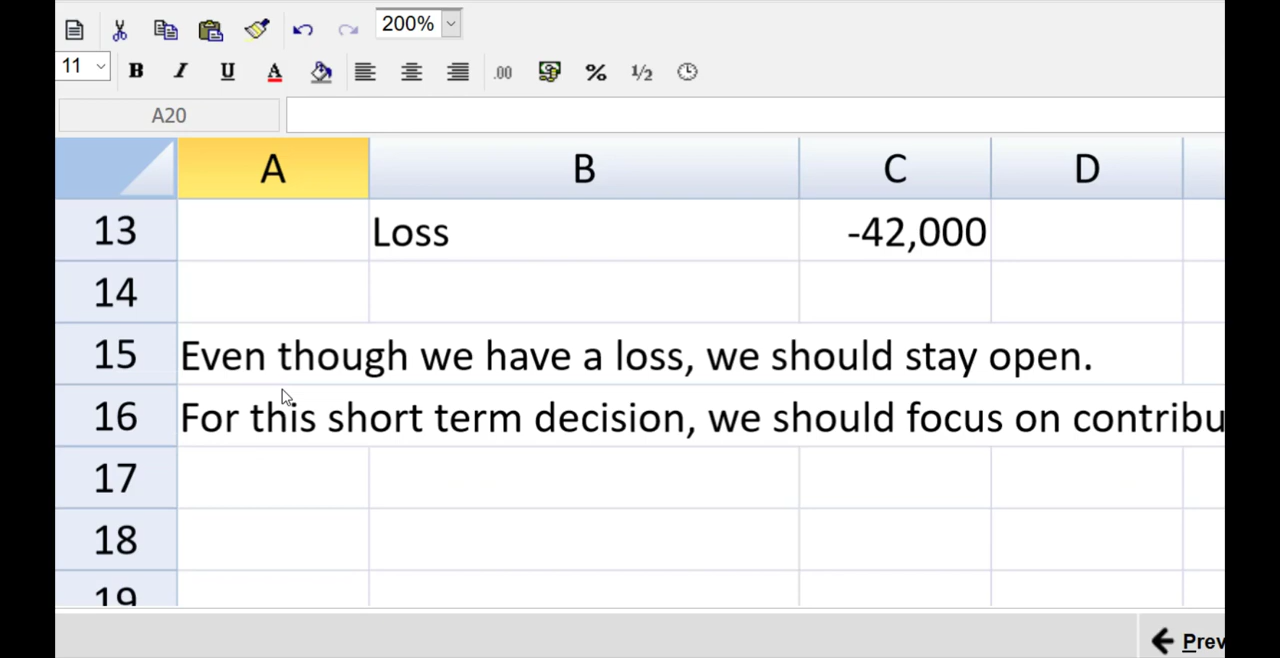 200%
11 B I U A .00 % 1/2
A20
A B C D
13 Loss -42,000
14
15 Even though we have a loss, we should stay open.
16 For this short term decision, we should focus on contribu
17
18
19
Prev